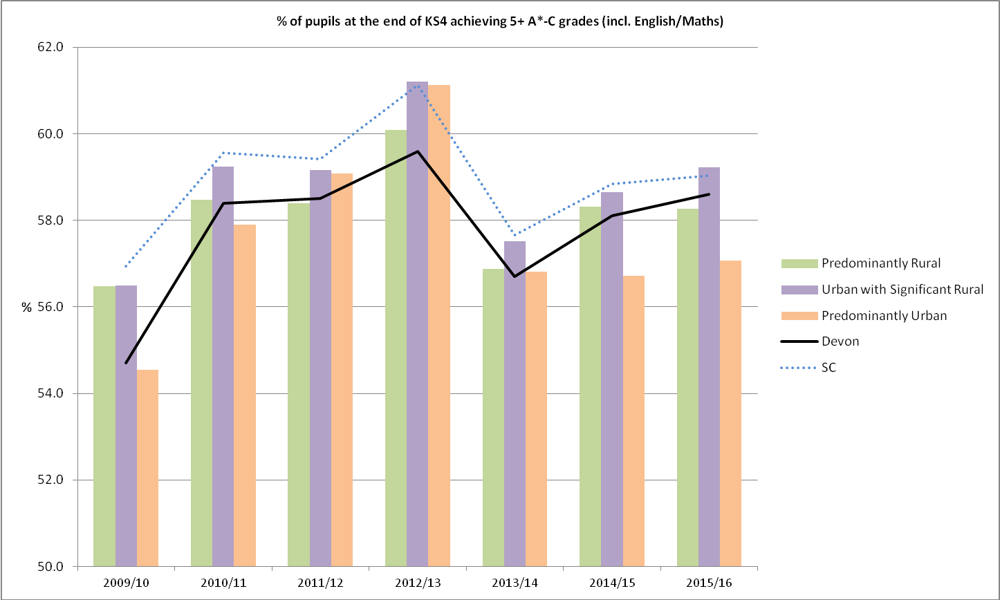 % of pupils at the end of KS4 achieving 5+ A*-C grades (incl. English/Maths)
62.0
60.0
58.0
56.0
54.0
52.0
50.0
%
2009/10
2010/11
2011/12
2012/13
2013/14
2014/15
2015/16
Predominantly Rural
Urban with Significant Rural
Predominantly Urban
Devon
SC